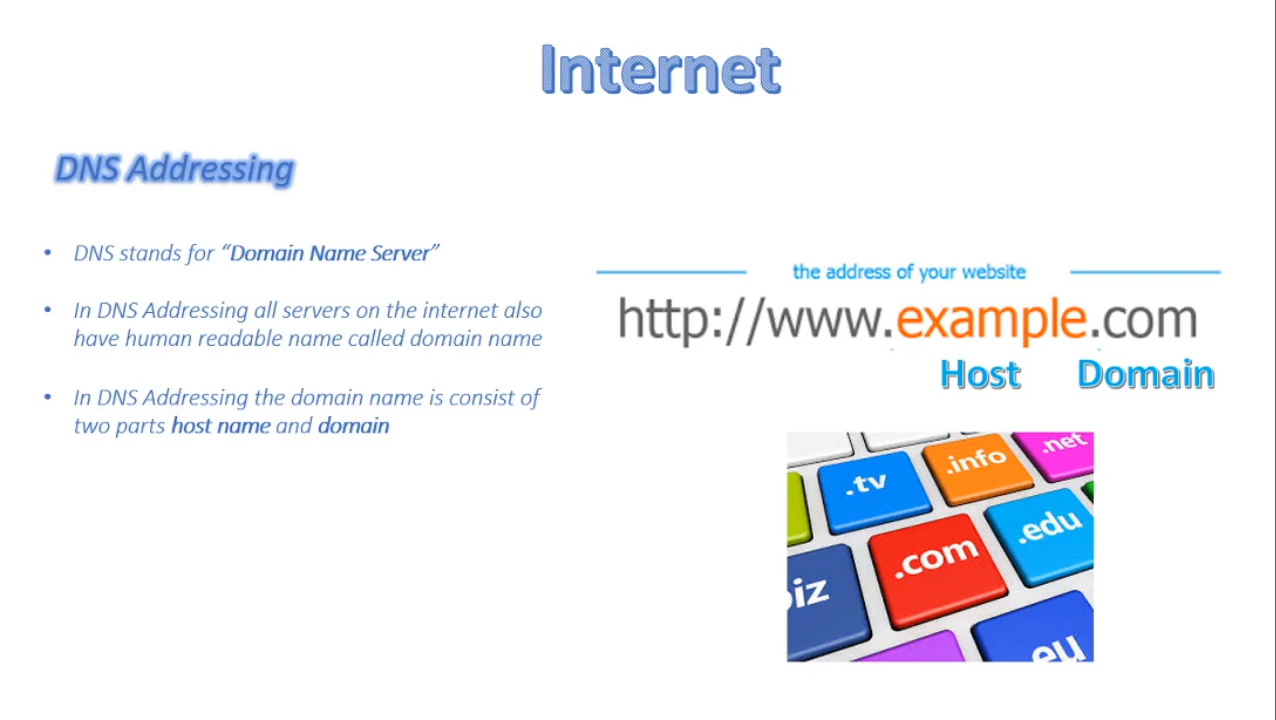 Internet
DNS Addressing
• DNS stands for “Domain Name Server”
• In DNS Addressing all servers on the internet also
have human readable name called domain name
• In DNS Addressing the domain name is consist of
two parts host name and domain
the address of your website
http://www.example.com
Host Domain
.tv .info .net
.com .edu
biz
.eu